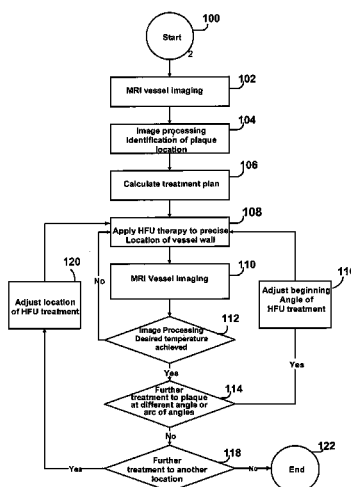 100
Start
2
102
MRI vessel imaging
104
Image processing
Identification of plaque
location
106
Calculate treatment plan
108
Apply HFU therapy to precise
Location of vessel wall
120
Adjust location
of HFU treatment
No
110
MRI Vessel Imaging
116
Adjust beginning
Angle of
HFU treatment
112
Image Processing
Desired temperature
achieved
Yes
Yes
114
Further
treatment to plaque
at different angle or
arc of angles
No
118
Further
treatment to another
location
Yes
No
122
End